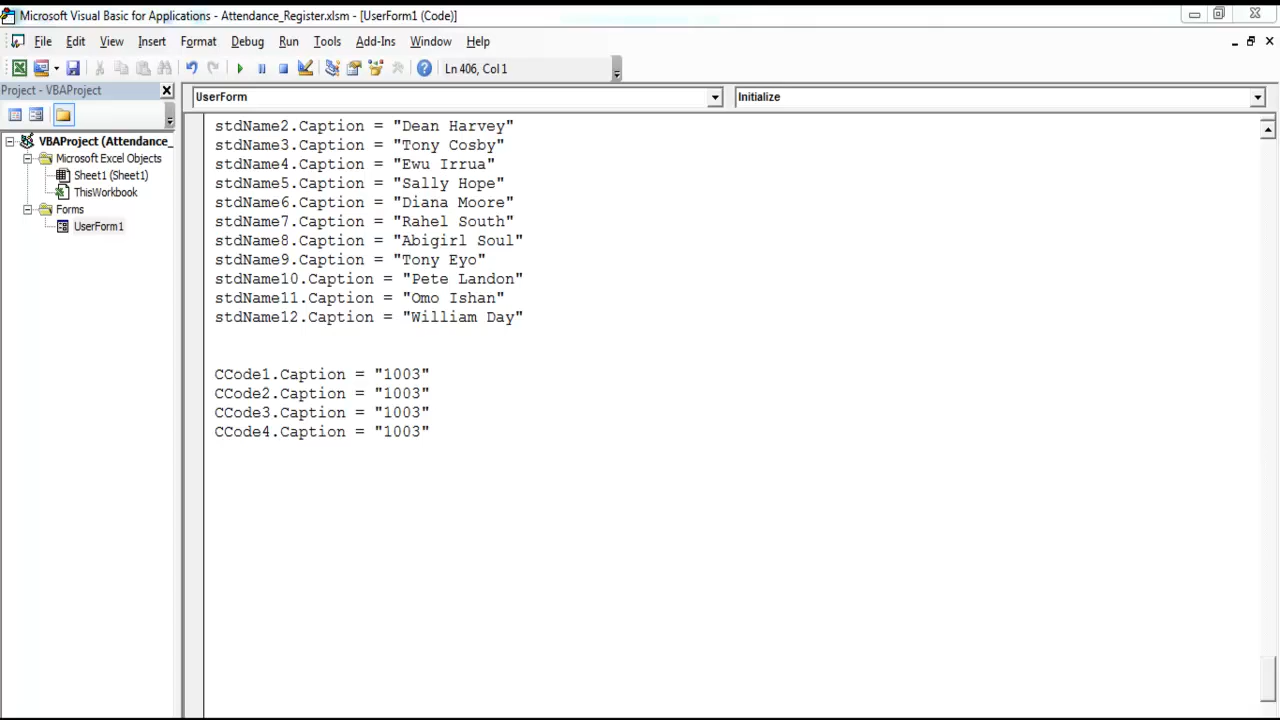 Microsoft Visual Basic for Applications - Attendance_Register.xlsm - [UserForm1 (Code)]
File Edit View Insert Format Debug Run Tools Add-Ins Window Help
Ln 406, Col 1
Project - VBAProject
UserForm
Initialize
VBAProject (Attendance_
Microsoft Excel Objects
Sheet1 (Sheet1)
ThisWorkbook
Forms
UserForm1
stdName2.Caption = "Dean Harvey"
stdName3.Caption = "Tony Cosby"
stdName4.Caption = "Ewu Irrua"
stdName5.Caption = "Sally Hope"
stdName6.Caption = "Diana Moore"
stdName7.Caption = "Rahel South"
stdName8.Caption = "Abigirl Soul"
stdName9.Caption = "Tony Eyo"
stdName10.Caption = "Pete Landon"
stdName11.Caption = "Omo Ishan"
stdName12.Caption = "William Day"
CCode1.Caption = "1003"
CCode2.Caption = "1003"
CCode3.Caption = "1003"
CCode4.Caption = "1003"